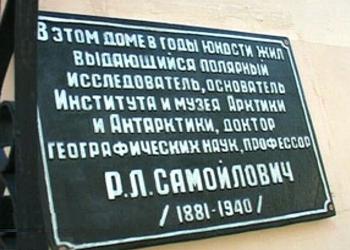 В ЭТОМ ДОМЕ В ГОДЫ ЮНОСТИ ЖИЛ
ВЫДАЮЩИЙСЯ ПОЛЯРНЫЙ
ИССЛЕДОВАТЕЛЬ, ОСНОВАТЕЛЬ
ИНСТИТУТА И МУЗЕЯ АРКТИКИ
И АНТАРКТИКИ, ДОКТОР
ГЕОГРАФИЧЕСКИХ НАУК, ПРОФЕССОР
Р.Л. САМОЙЛОВИЧ
/ 1881-1940 /